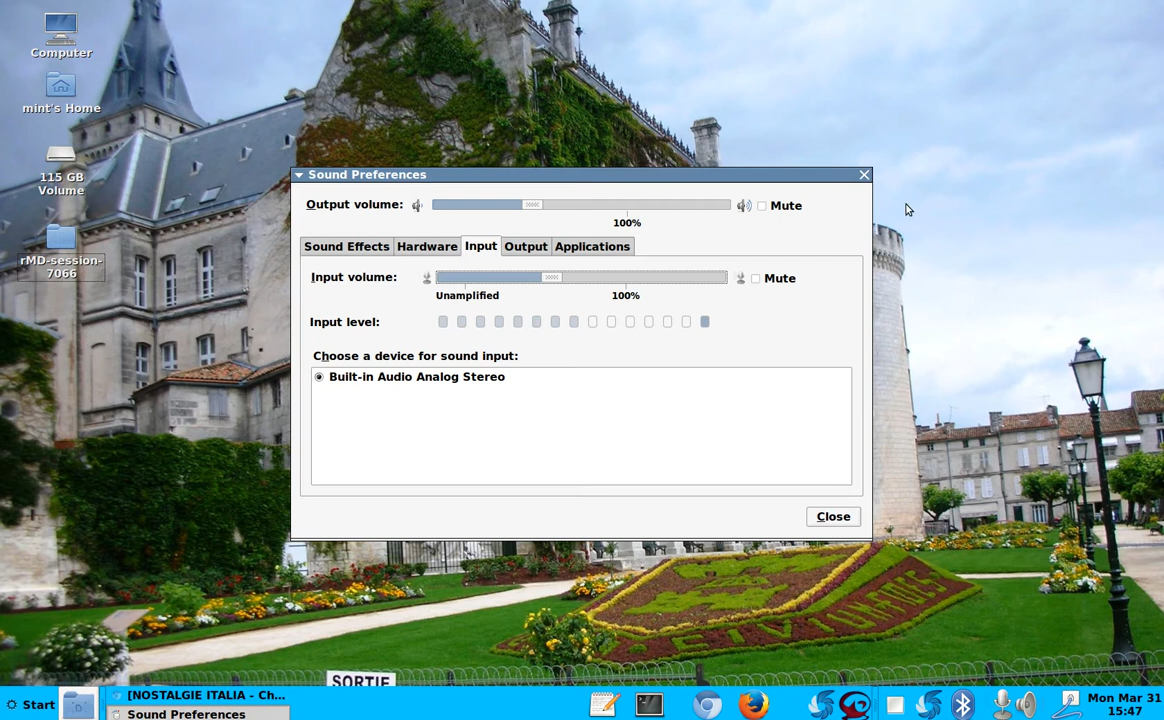 Computer
mint's Home
115 GB
Volume
rMD-session-
7066
Sound Preferences
Output volume:
Mute
100%
Sound Effects
Hardware
Input
Output
Applications
Input volume:
Mute
Unamplified
100%
Input level:
Choose a device for sound input:
Built-in Audio Analog Stereo
Close
CIVIUM
SORTIE
Start
[NOSTALGIE ITALIA - Ch...
Sound Preferences
Mon Mar 31
15:47